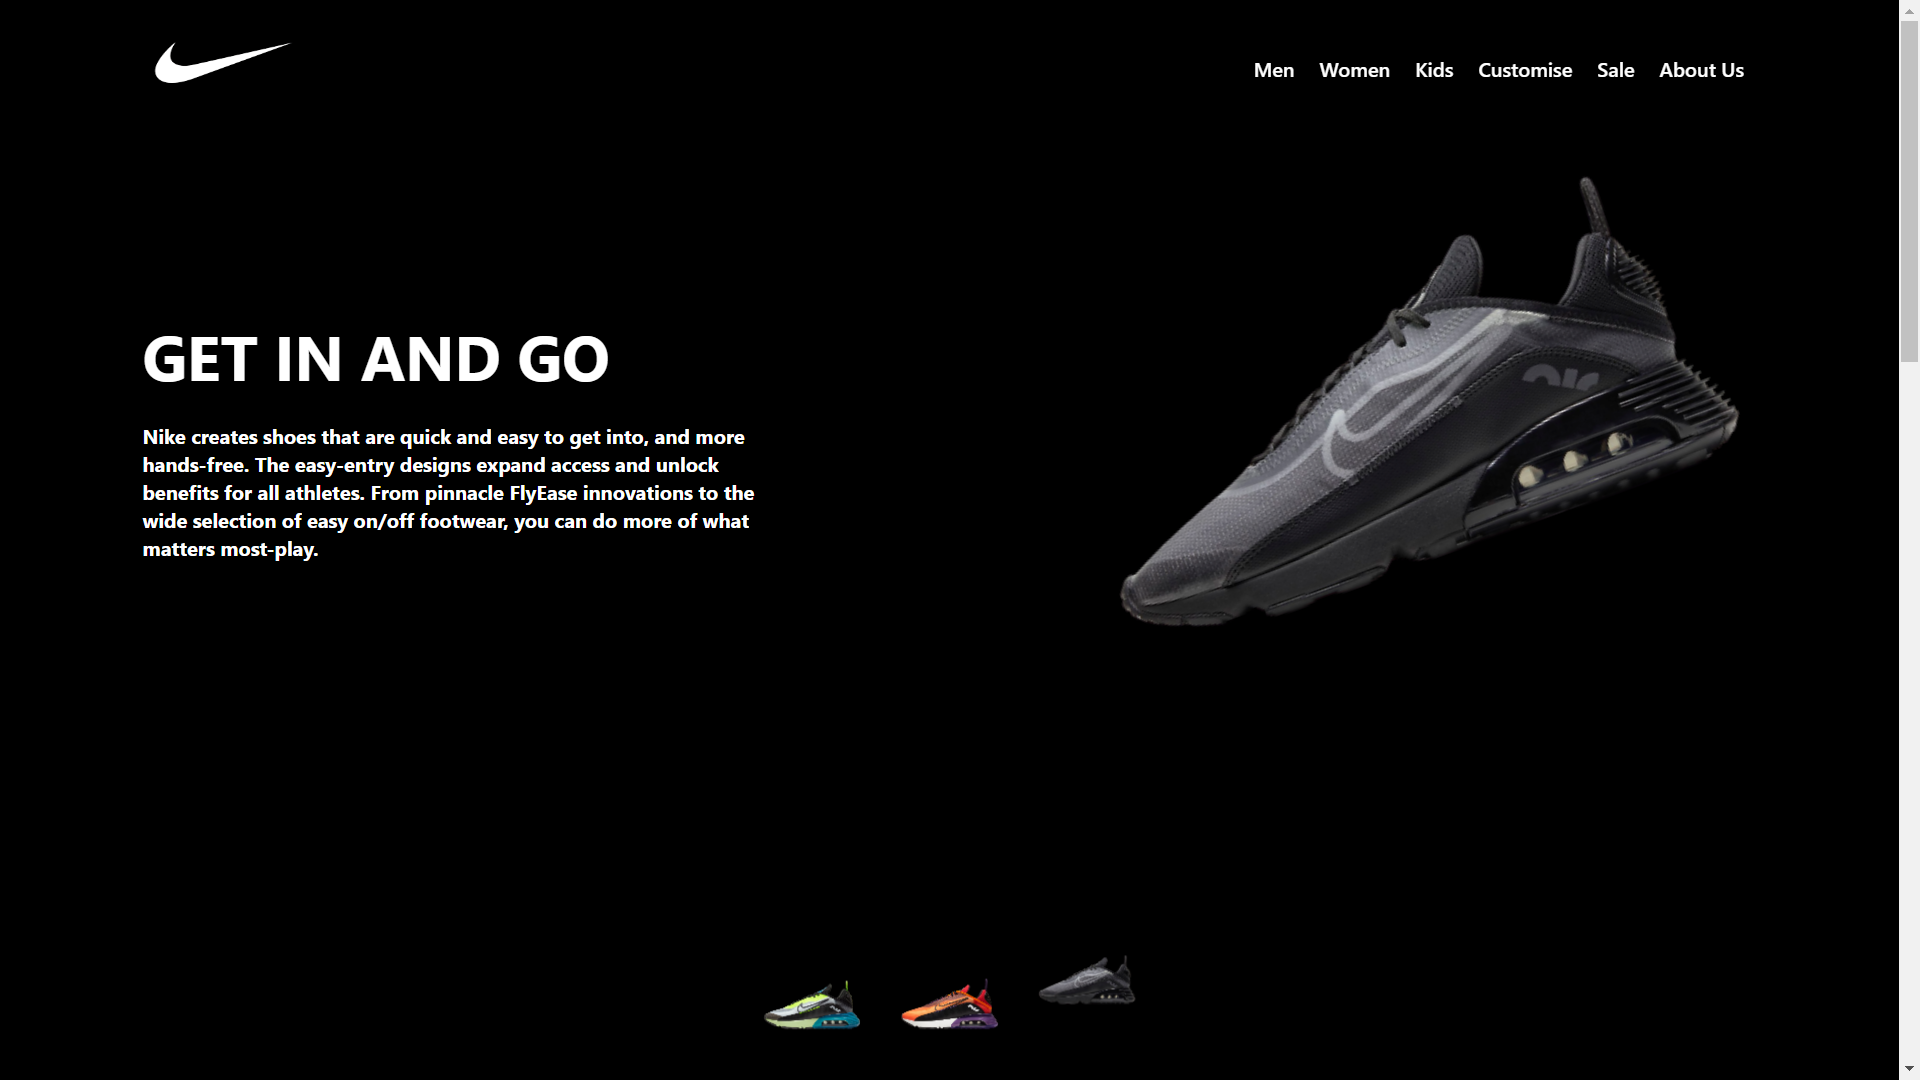 Men Women Kids Customise Sale About Us
GET IN AND GO
Nike creates shoes that are quick and easy to get into, and more
hands-free. The easy-entry designs expand access and unlock
benefits for all athletes. From pinnacle FlyEase innovations to the
wide selection of easy on/off footwear, you can do more of what
matters most-play.